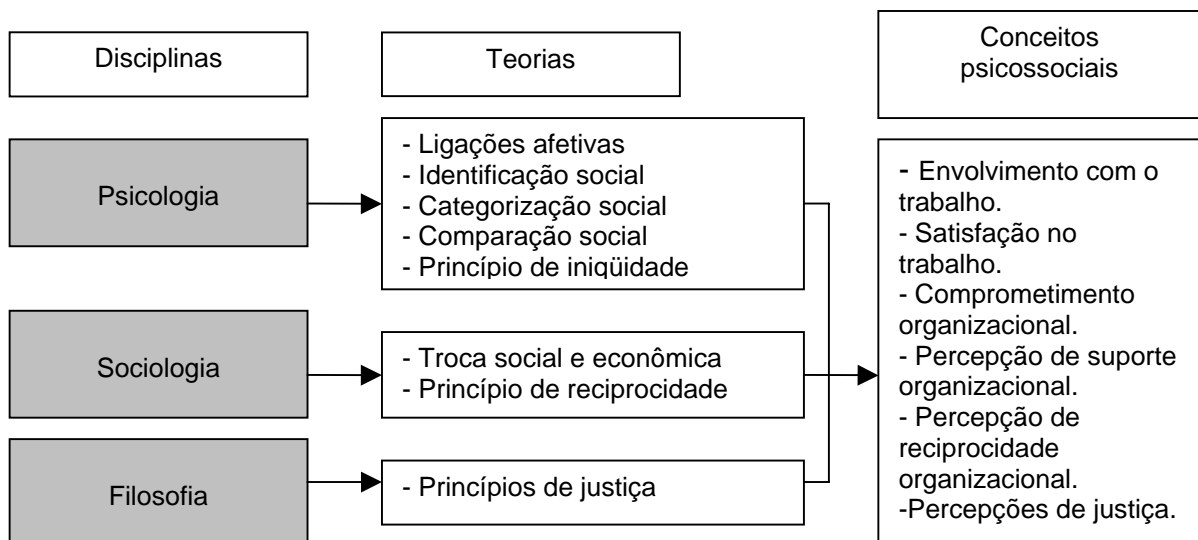 Disciplinas
Teorias
Conceitos
psicossociais
Psicologia
- Ligações afetivas
- Identificação social
- Categorização social
- Comparação social
- Princípio de iniqüidade
Sociologia
- Troca social e econômica
- Princípio de reciprocidade
Filosofia
- Princípios de justiça
- Envolvimento com o
trabalho.
- Satisfação no
trabalho.
- Comprometimento
organizacional.
- Percepção de suporte
organizacional.
- Percepção de
reciprocidade
organizacional.
-Percepções de justiça.